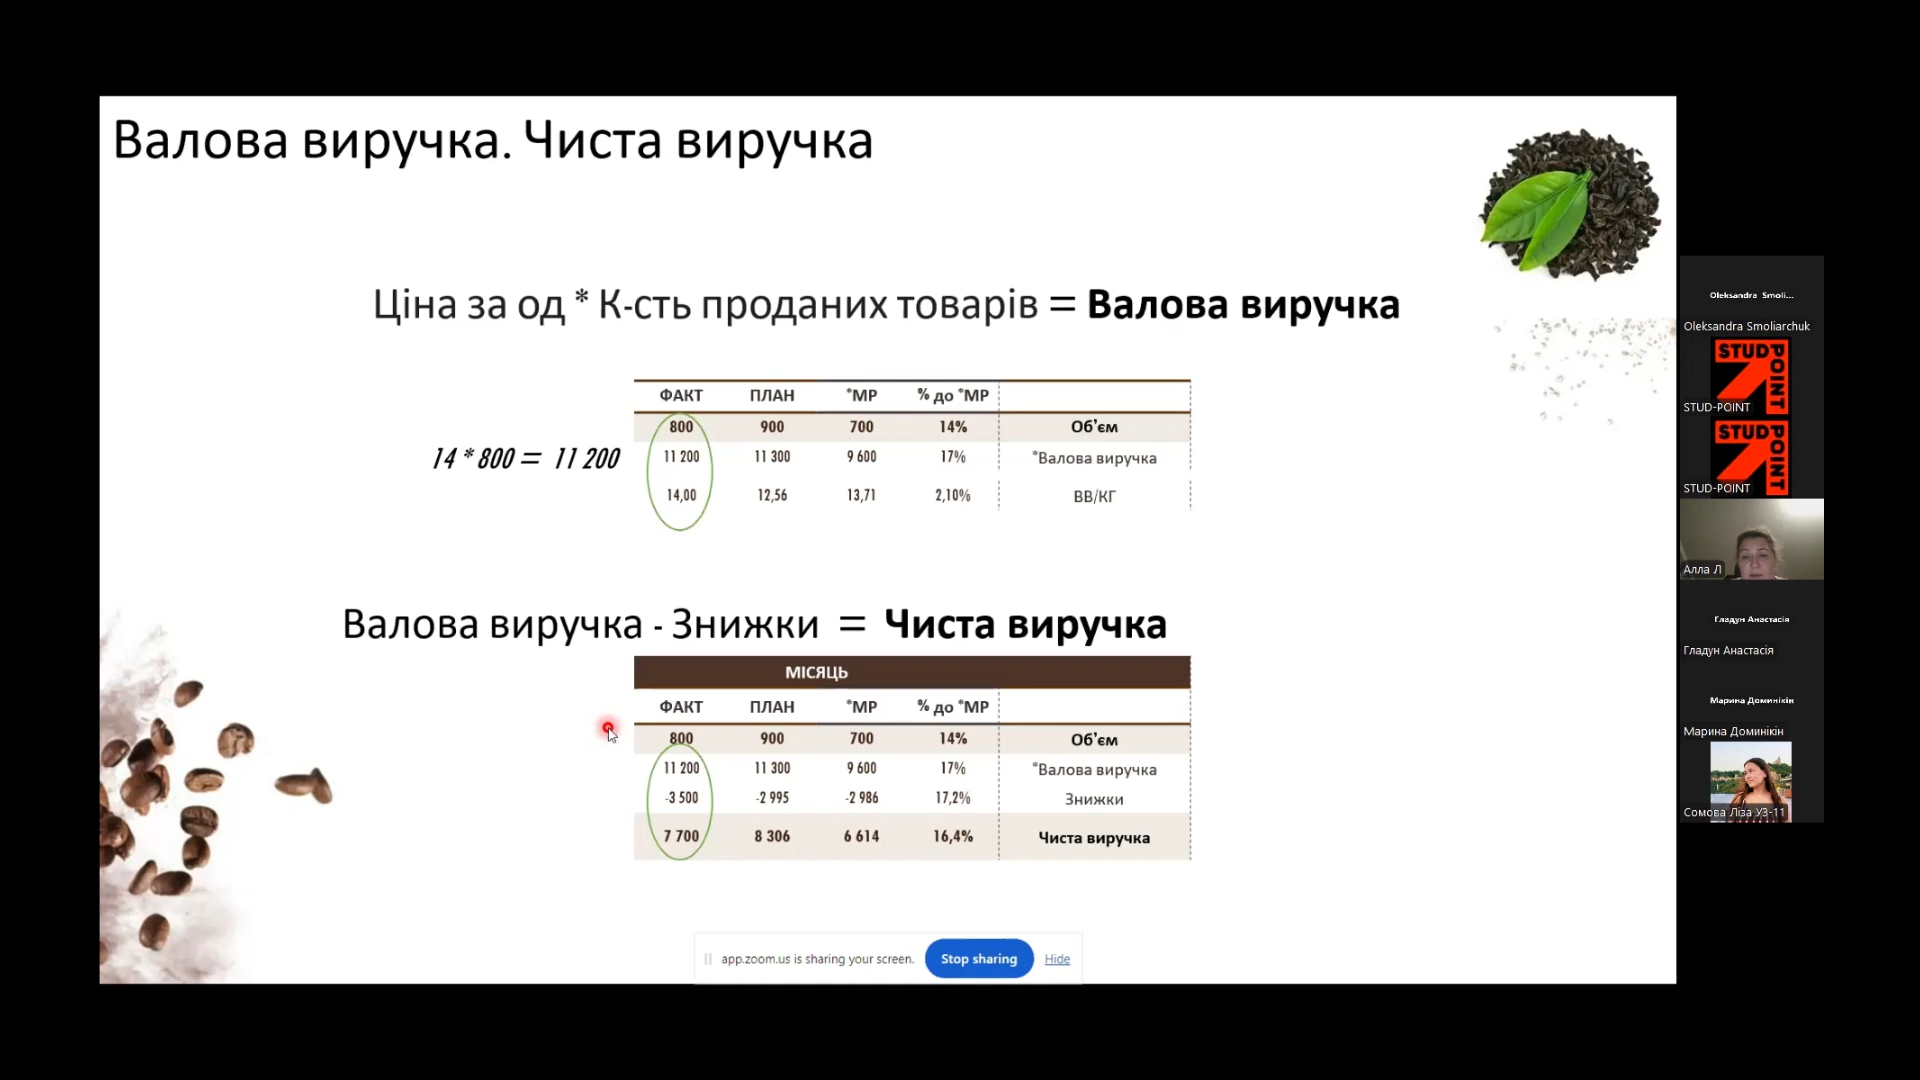 Валова виручка. Чиста виручка
Ціна за од * К-сть проданих товарів = Валова виручка
ФАКТ ПЛАН *МР % до *МР
800 900 700 14% Об'єм
14 * 800 = 11 200
11 200 11 300 9 600 17% *Валова виручка
14,00 12,56 13,71 2,10% ВВ/КГ
Валова виручка - Знижки = Чиста виручка
МІСЯЦЬ
ФАКТ ПЛАН *МР % до *МР
800 900 700 14% Об'єм
11 200 11 300 9 600 17% *Валова виручка
-3 500 -2 995 -2 986 17,2% Знижки
7 700 8 306 6 614 16,4% Чиста виручка
app.zoom.us is sharing your screen. Stop sharing Hide
Oleksandra Smoli...
Oleksandra Smoliarchuk
STUD POINT
STUD-POINT
STUD POINT
STUD-POINT
Алла Л
Гладун Анастасія
Гладун Анастасія
Марина Доминікін
Марина Доминікін
Сомова Ліза УЗ-11